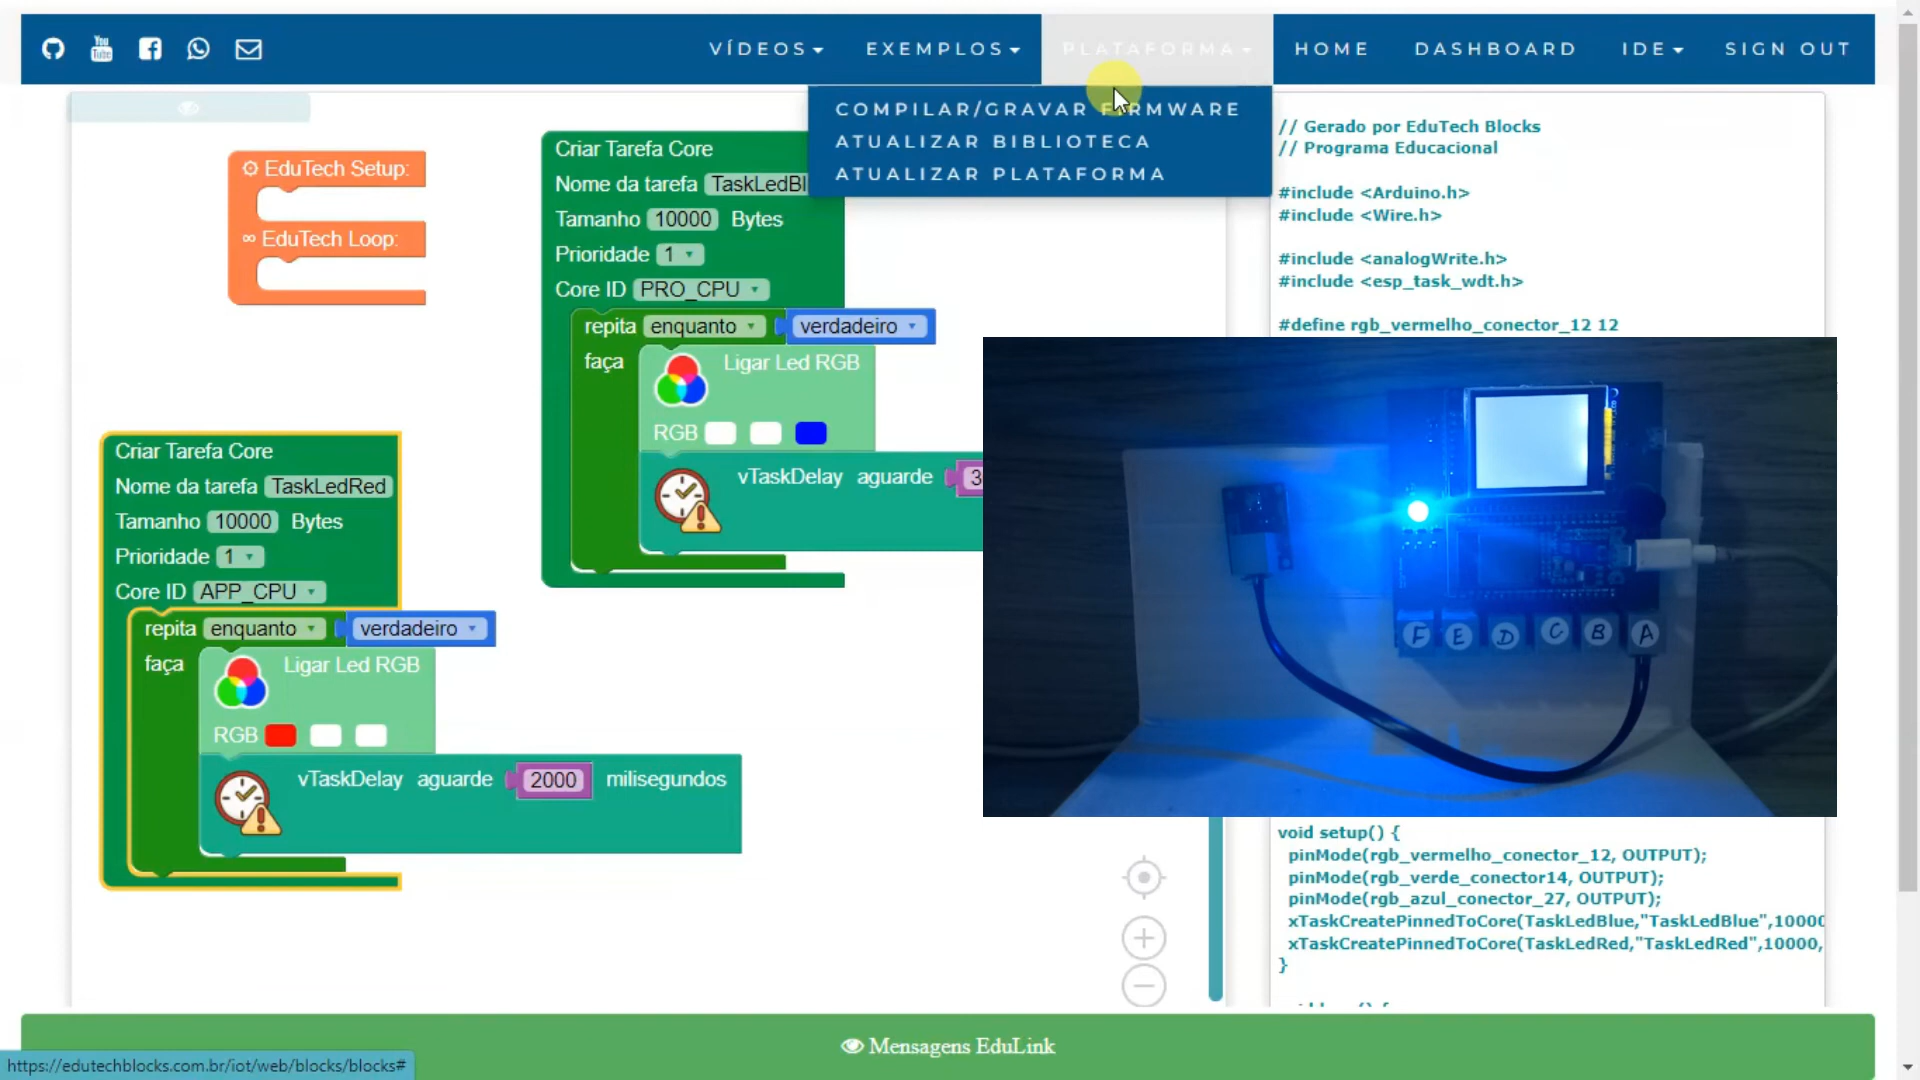 You
Tube
VÍDEOS
EXEMPLOS
PLATAFORMA
HOME
DASHBOARD
IDE
SIGN OUT
COMPILAR/GRAVAR FIRMWARE
ATUALIZAR BIBLIOTECA
ATUALIZAR PLATAFORMA
EduTech Setup:
∞ EduTech Loop:
Criar Tarefa Core
Nome da tarefa TaskLedBl
Tamanho 10000 Bytes
Prioridade 1
Core ID PRO_CPU
repita enquanto verdadeiro
faça
Ligar Led RGB
RGB
vTaskDelay aguarde 3
Criar Tarefa Core
Nome da tarefa TaskLedRed
Tamanho 10000 Bytes
Prioridade 1
Core ID APP_CPU
repita enquanto verdadeiro
faça
Ligar Led RGB
RGB
vTaskDelay aguarde 2000 milisegundos
// Gerado por EduTech Blocks
// Programa Educacional
#include <Arduino.h>
#include <Wire.h>
#include <analogWrite.h>
#include <esp_task_wdt.h>
#define rgb_vermelho_conector_12 12
F E D C B A
void setup() {
pinMode(rgb_vermelho_conector_12, OUTPUT);
pinMode(rgb_verde_conector14, OUTPUT);
pinMode(rgb_azul_conector_27, OUTPUT);
xTaskCreatePinnedToCore(TaskLedBlue,"TaskLedBlue",10000
xTaskCreatePinnedToCore(TaskLedRed,"TaskLedRed",10000,
}
Mensagens EduLink
https://edutechblocks.com.br/iot/web/blocks/blocks#